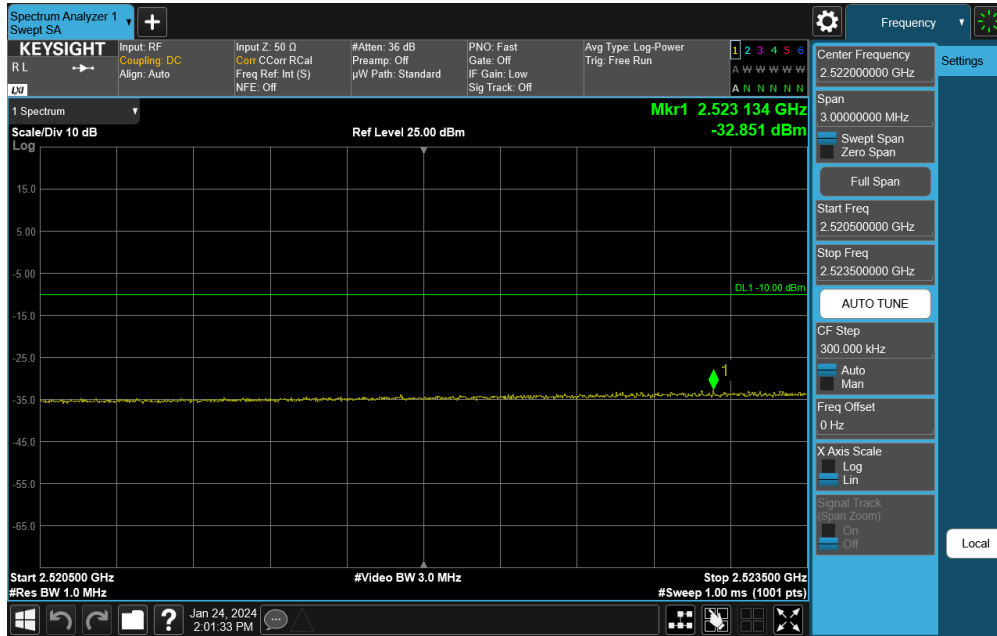 Spectrum Analyzer 1
Swept SA
+
Frequency
KEYSIGHT
R L
LXI
Input: RF
Coupling: DC
Align: Auto
Input Z: 50 Ω
Corr CCorr RCal
Freq Ref: Int (S)
NFE: Off
#Atten: 36 dB
Preamp: Off
µW Path: Standard
PNO: Fast
Gate: Off
IF Gain: Low
Sig Track: Off
Avg Type: Log-Power
Trig: Free Run
1 2 3 4 5 6
A W W W W W
A N N N N N
1 Spectrum
Scale/Div 10 dB
Log
Ref Level 25.00 dBm
Mkr1 2.523 134 GHz
-32.851 dBm
15.0
5.00
-5.00
DL1 -10.00 dBm
-15.0
-25.0
1
-35.0
-45.0
-55.0
-65.0
Start 2.520500 GHz
#Video BW 3.0 MHz
Stop 2.523500 GHz
#Res BW 1.0 MHz
#Sweep 1.00 ms (1001 pts)
?
Jan 24, 2024
2:01:33 PM
Center Frequency
2.522000000 GHz
Settings
Span
3.00000000 MHz
Swept Span
Zero Span
Full Span
Start Freq
2.520500000 GHz
Stop Freq
2.523500000 GHz
AUTO TUNE
CF Step
300.000 kHz
Auto
Man
Freq Offset
0 Hz
X Axis Scale
Log
Lin
Signal Track
(Span Zoom)
On
Off
Local